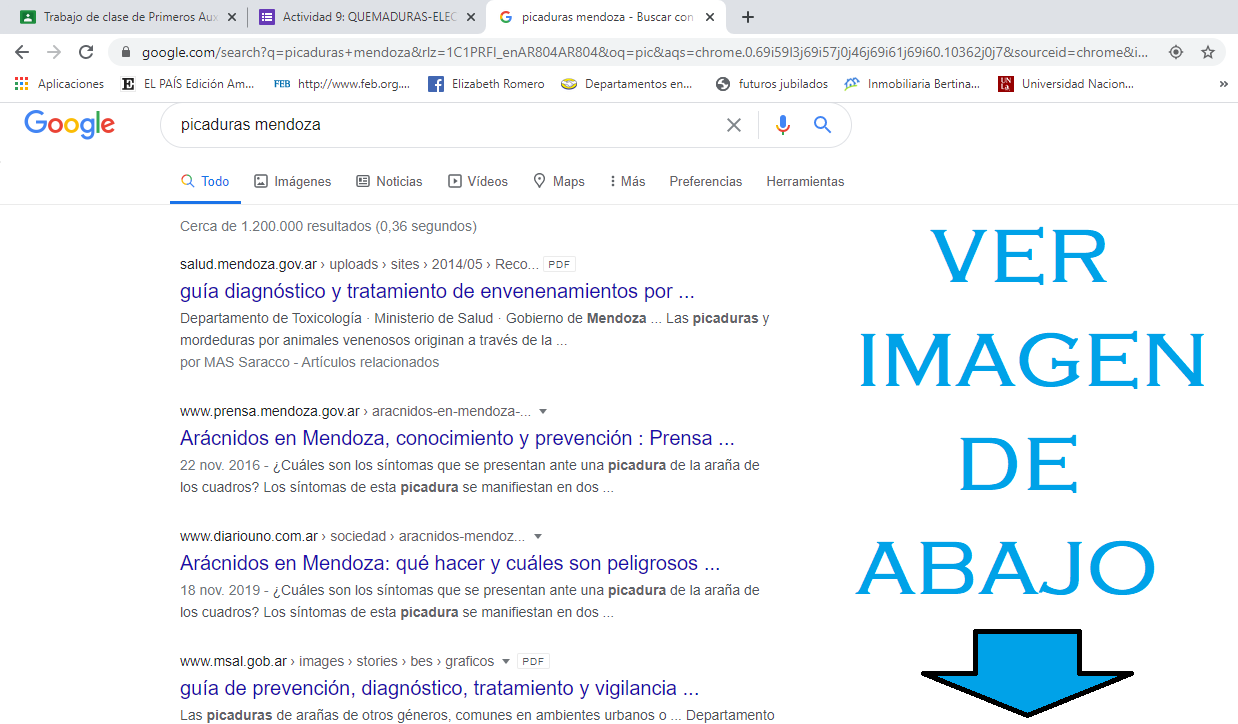 Trabajo de clase de Primeros Aux
Actividad 9: QUEMADURAS-ELEC
picaduras mendoza - Buscar con
google.com/search?q=picaduras+mendoza&rlz=1C1PRFI_enAR804AR804&oq=pic&aqs=chrome.0.69i59l3j69i57j0j46j69i61j69i60.10362j0j7&sourceid=chrome&i...
Aplicaciones
EL PAÍS Edición Am...
FEB http://www.feb.org....
Elizabeth Romero
Departamentos en...
futuros jubilados
Inmobiliaria Bertina...
Universidad Nacion...
»
Google
picaduras mendoza
Todo
Imágenes
Noticias
Vídeos
Maps
Más
Preferencias
Herramientas
Cerca de 1.200.000 resultados (0,36 segundos)
salud.mendoza.gov.ar › uploads › sites › 2014/05 › Reco... PDF
guía diagnóstico y tratamiento de envenenamientos por ...
Departamento de Toxicología · Ministerio de Salud · Gobierno de Mendoza ... Las picaduras y
mordeduras por animales venenosos originan a través de la ...
por MAS Saracco - Artículos relacionados
www.prensa.mendoza.gov.ar › aracnidos-en-mendoza-...
Arácnidos en Mendoza, conocimiento y prevención : Prensa ...
22 nov. 2016 - ¿Cuáles son los síntomas que se presentan ante una picadura de la araña de
los cuadros? Los síntomas de esta picadura se manifiestan en dos ...
www.diariouno.com.ar › sociedad › aracnidos-mendoz...
Arácnidos en Mendoza: qué hacer y cuáles son peligrosos ...
18 nov. 2019 - ¿Cuáles son los síntomas que se presentan ante una picadura de la araña de
los cuadros? Los síntomas de esta picadura se manifiestan en dos ...
www.msal.gob.ar › images › stories › bes › graficos PDF
guía de prevención, diagnóstico, tratamiento y vigilancia ...
Las picaduras de arañas de otros géneros, comunes en ambientes urbanos o ... Departamento
VER
IMAGEN
DE
ABAJO